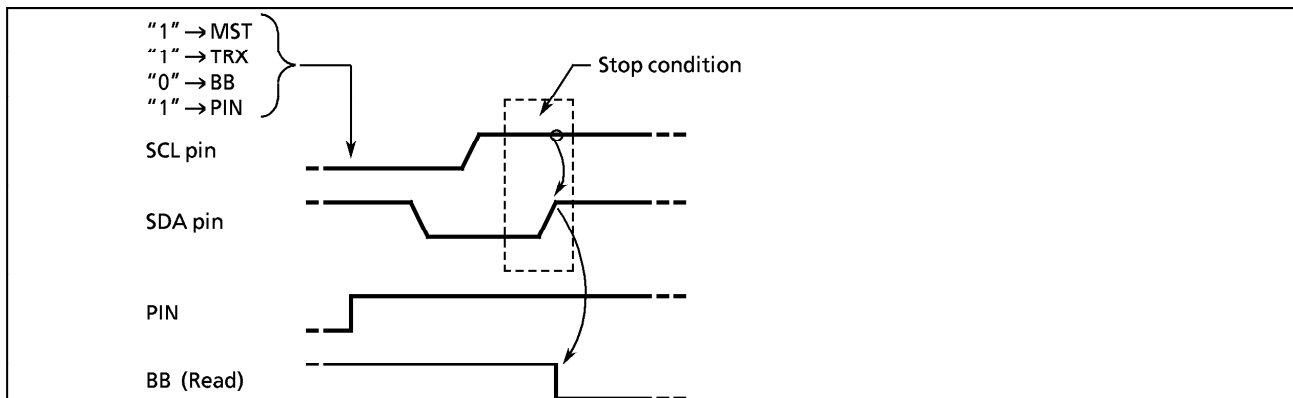 “1” → MST
“1” → TRX
“0” → BB
“1” → PIN
Stop condition
SCL pin
SDA pin
PIN
BB (Read)